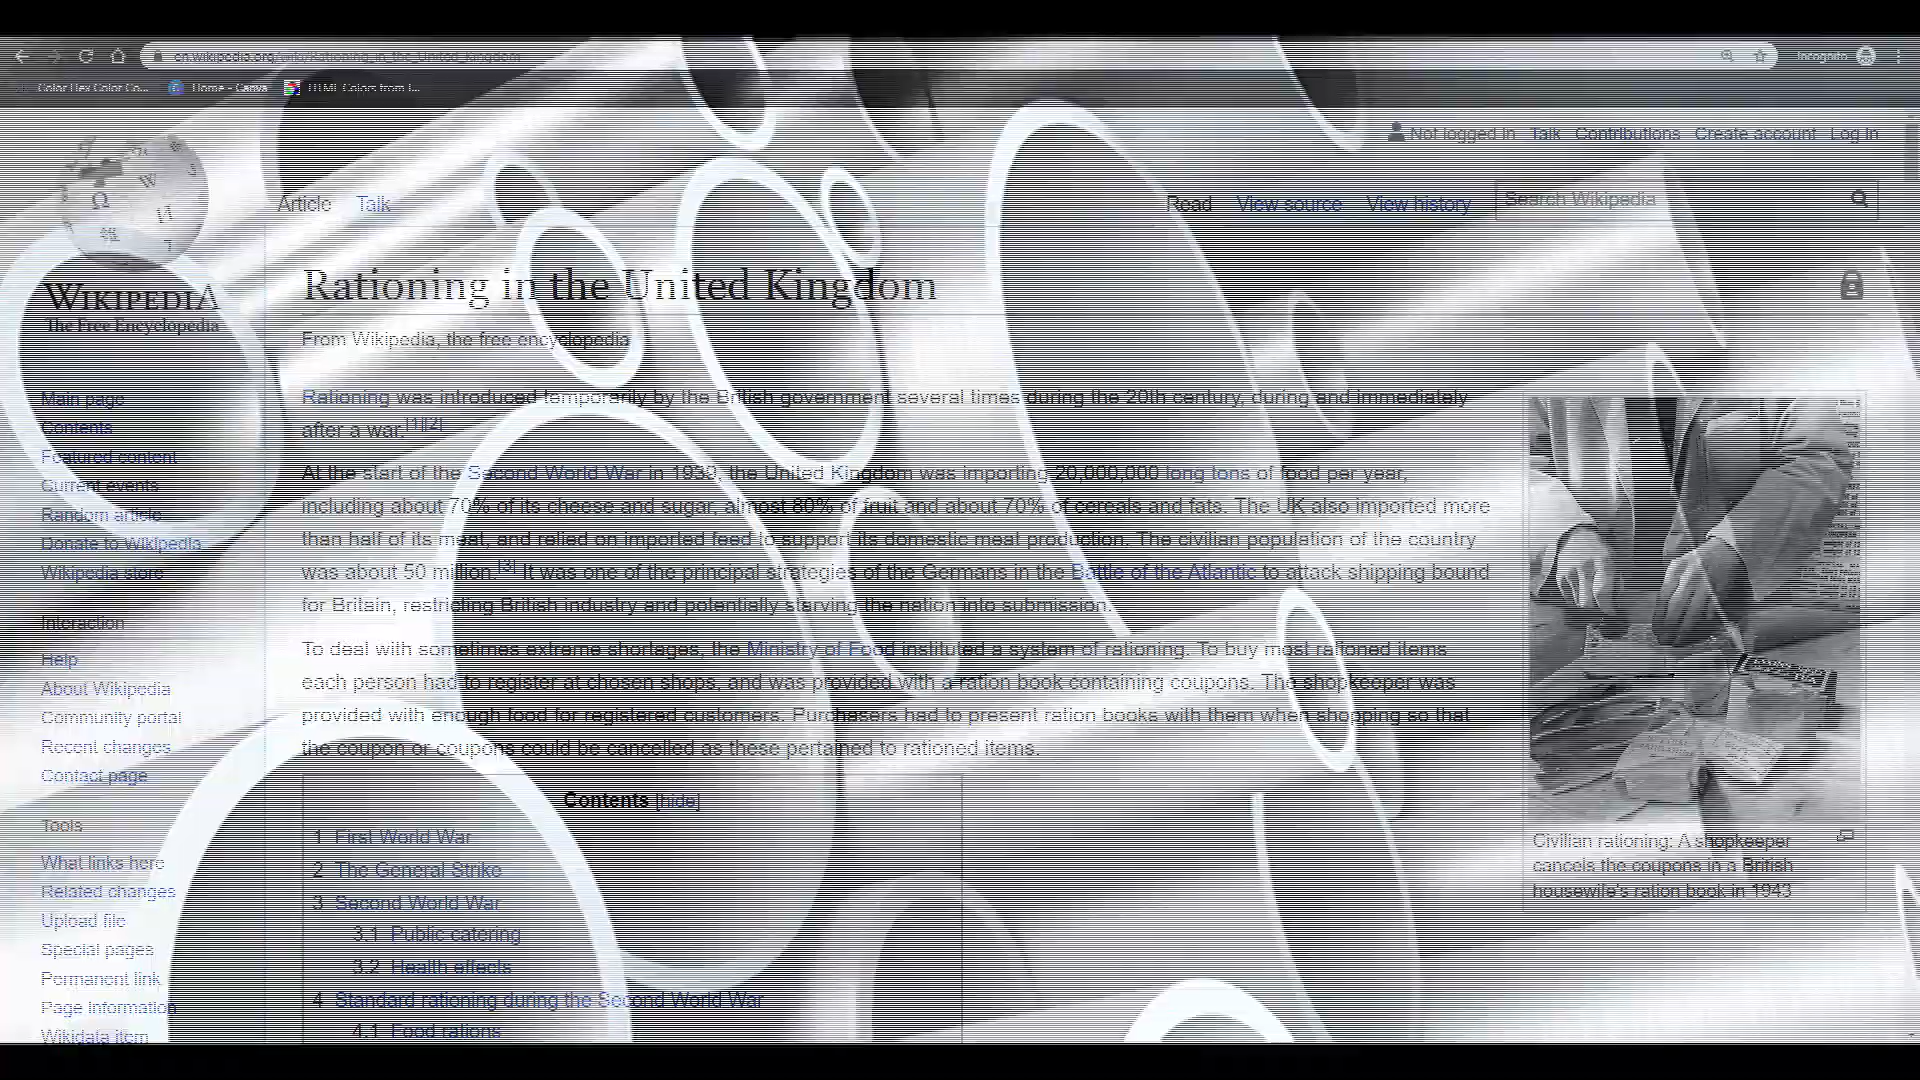 en.wikipedia.org/wiki/Rationing_in_the_United_Kingdom
Incognito
Color Hex Color Co...
Home - Canva
HTML Colors from I...
Not logged in Talk Contributions Create account Log in
Article Talk
Read View source View history
Search Wikipedia
WIKIPEDIA
The Free Encyclopedia
Rationing in the United Kingdom
From Wikipedia, the free encyclopedia
Main page
Contents
Featured content
Current events
Random article
Donate to Wikipedia
Wikipedia store
Interaction
Help
About Wikipedia
Community portal
Recent changes
Contact page
Tools
What links here
Related changes
Upload file
Special pages
Permanent link
Page information
Wikidata item
Rationing was introduced temporarily by the British government several times during the 20th century, during and immediately
after a war.[1][2]
At the start of the Second World War in 1939, the United Kingdom was importing 20,000,000 long tons of food per year,
including about 70% of its cheese and sugar, almost 80% of fruit and about 70% of cereals and fats. The UK also imported more
than half of its meat, and relied on imported feed to support its domestic meat production. The civilian population of the country
was about 50 million.[3] It was one of the principal strategies of the Germans in the Battle of the Atlantic to attack shipping bound
for Britain, restricting British industry and potentially starving the nation into submission.
To deal with sometimes extreme shortages, the Ministry of Food instituted a system of rationing. To buy most rationed items
each person had to register at chosen shops, and was provided with a ration book containing coupons. The shopkeeper was
provided with enough food for registered customers. Purchasers had to present ration books with them when shopping so that
the coupon or coupons could be cancelled as these pertained to rationed items.
Contents [hide]
1 First World War
2 The General Strike
3 Second World War
3.1 Public catering
3.2 Health effects
4 Standard rationing during the Second World War
4.1 Food rations
Civilian rationing: A shopkeeper
cancels the coupons in a British
housewife's ration book in 1943